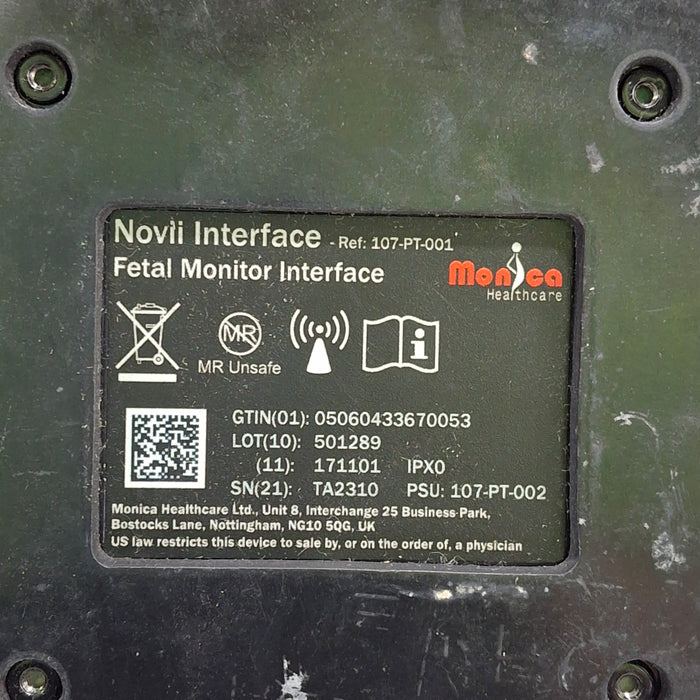 Novii Interface - Ref: 107-PT-001
Fetal Monitor Interface
Monica
Healthcare
MR
MR Unsafe
i
GTIN(01): 05060433670053
LOT(10): 501289
(11): 171101 IPX0
SN(21): TA2310 PSU: 107-PT-002
Monica Healthcare Ltd., Unit 8, Interchange 25 Business Park,
Bostocks Lane, Nottingham, NG10 5QG, UK
US law restricts this device to sale by, or on the order of, a physician